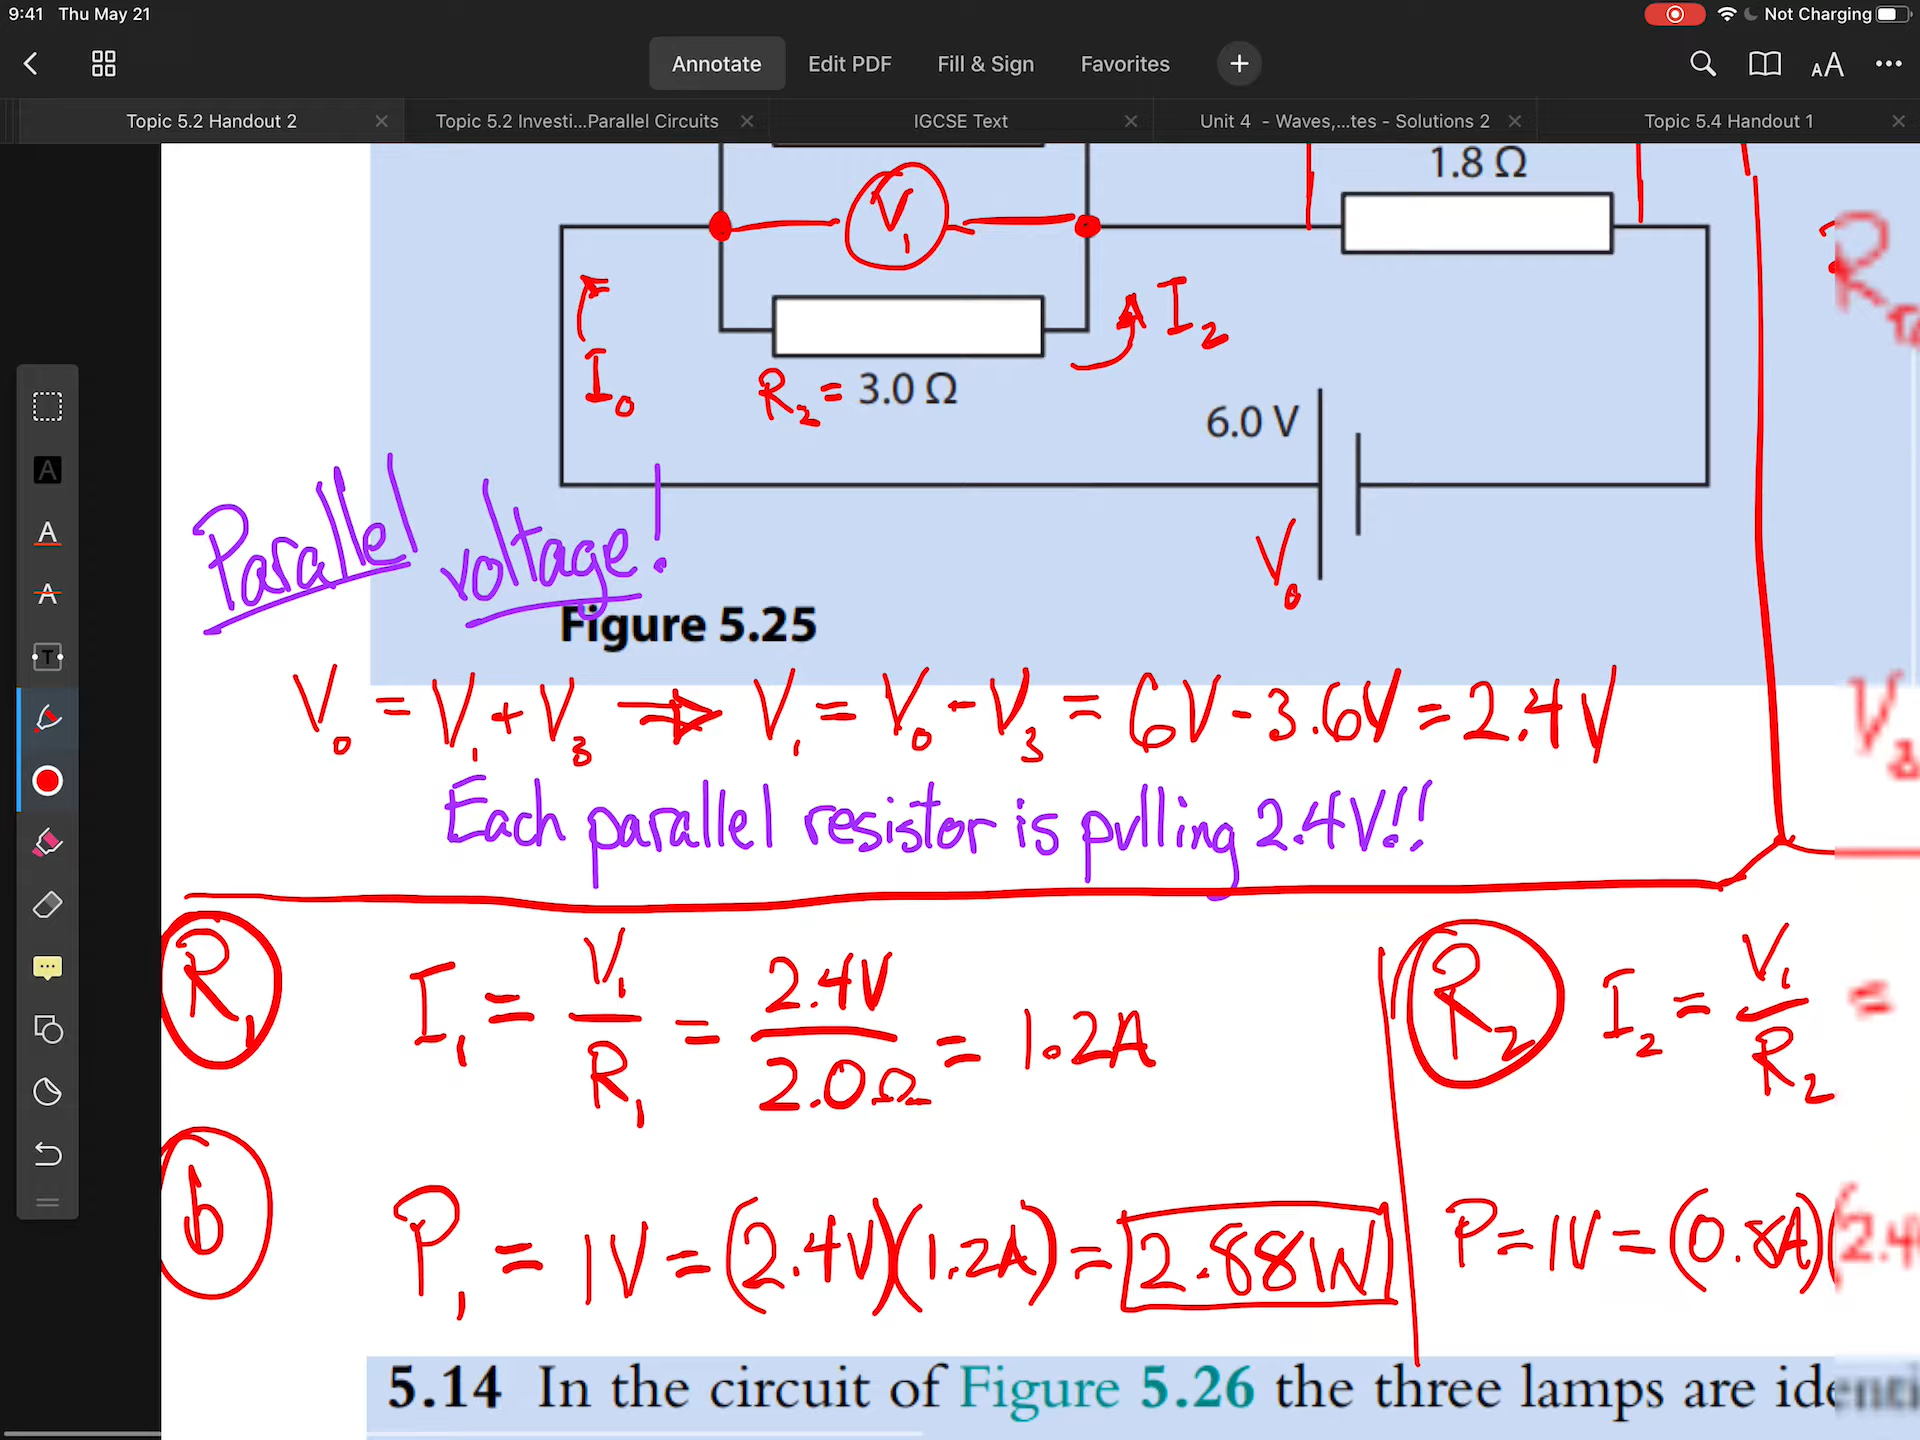 9:41 Thu May 21
Not Charging
Annotate Edit PDF Fill & Sign Favorites
Topic 5.2 Handout 2
Topic 5.2 Investi...Parallel Circuits
IGCSE Text
Unit 4 - Waves,...tes - Solutions 2
Topic 5.4 Handout 1
1.8 Ω
V₁
I₀
I₂
R₂ = 3.0 Ω
6.0 V
V₀
Parallel voltage!
Figure 5.25
V₀ = V₁ + V₃ ⇒ V₁ = V₀ - V₃ = 6V - 3.6V = 2.4V
Each parallel resistor is pulling 2.4V!!
R₁ I₁ = V₁/R₁ = 2.4V/2.0Ω = 1.2A
R₂ I₂ = V₁/R₂ =
b P₁ = IV = (2.4V)(1.2A) = 2.88W
P = IV = (0.8A)(2.4
5.14 In the circuit of Figure 5.26 the three lamps are identi